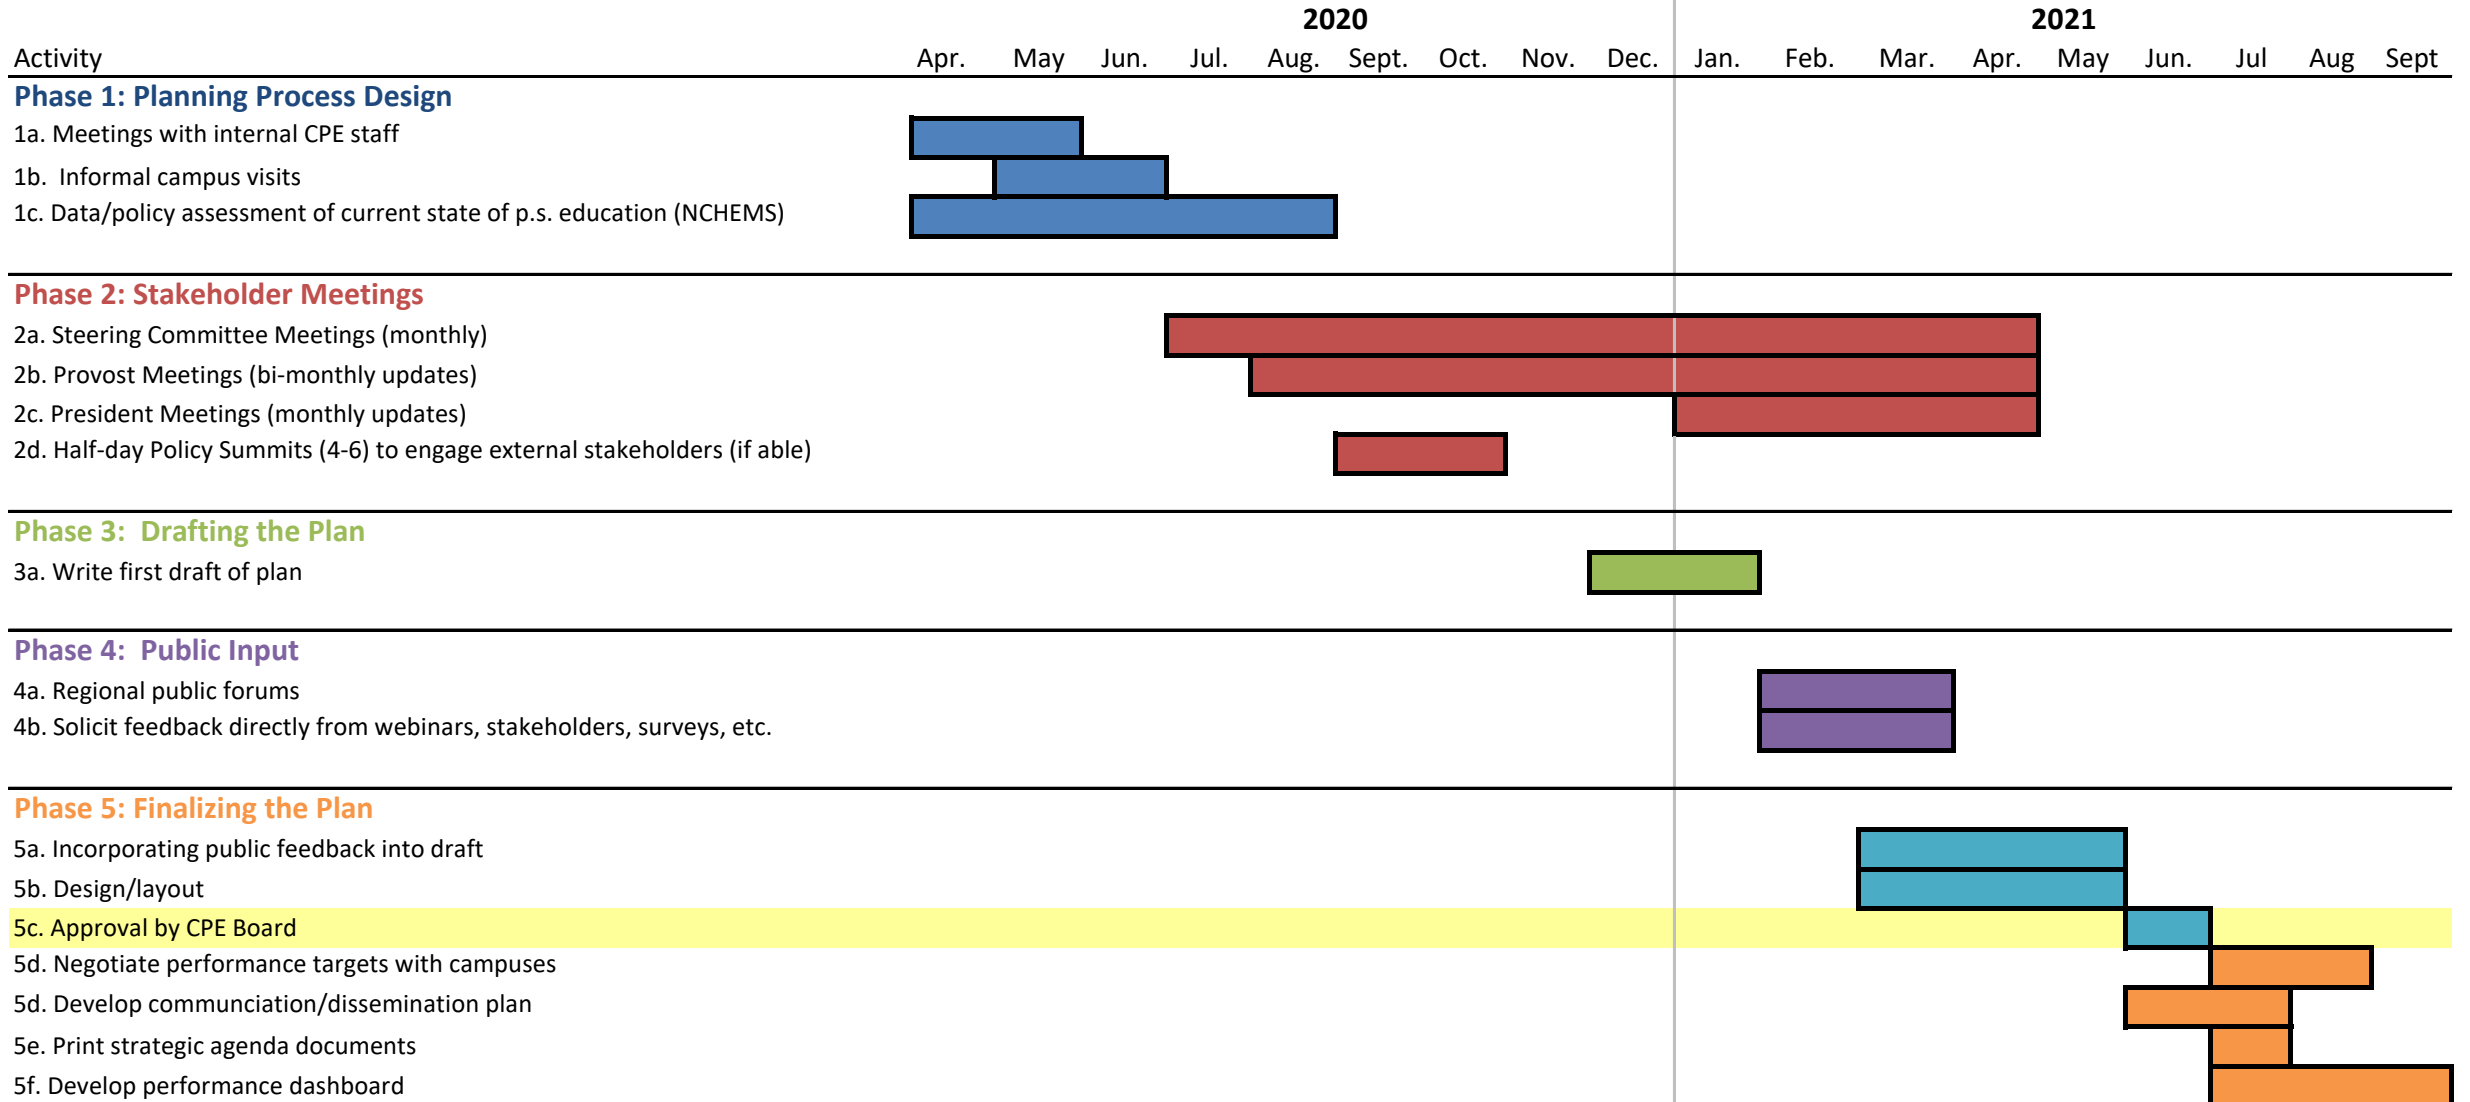 2020 2021
Activity Apr. May Jun. Jul. Aug. Sept. Oct. Nov. Dec. Jan. Feb. Mar. Apr. May Jun. Jul Aug Sept
Phase 1: Planning Process Design
1a. Meetings with internal CPE staff
1b.  Informal campus visits
1c. Data/policy assessment of current state of p.s. education (NCHEMS)
Phase 2: Stakeholder Meetings
2a. Steering Committee Meetings (monthly)
2b. Provost Meetings (bi-monthly updates)
2c. President Meetings (monthly updates)
2d. Half-day Policy Summits (4-6) to engage external stakeholders (if able)
Phase 3:  Drafting the Plan
3a. Write first draft of plan
Phase 4:  Public Input
4a. Regional public forums
4b. Solicit feedback directly from webinars, stakeholders, surveys, etc.
Phase 5: Finalizing the Plan
5a. Incorporating public feedback into draft
5b. Design/layout
5c. Approval by CPE Board
5d. Negotiate performance targets with campuses
5d. Develop communciation/dissemination plan
5e. Print strategic agenda documents
5f. Develop performance dashboard